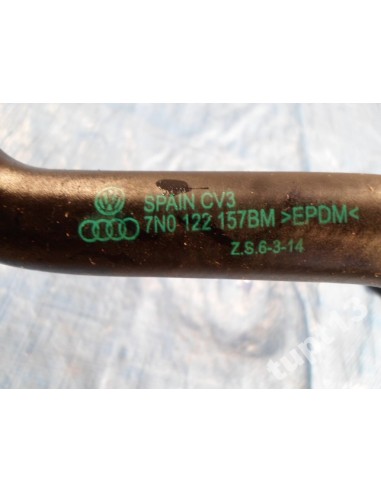 SPAIN CV3
7N0 122 157BM >EPDM<
Z.S.6-3-14